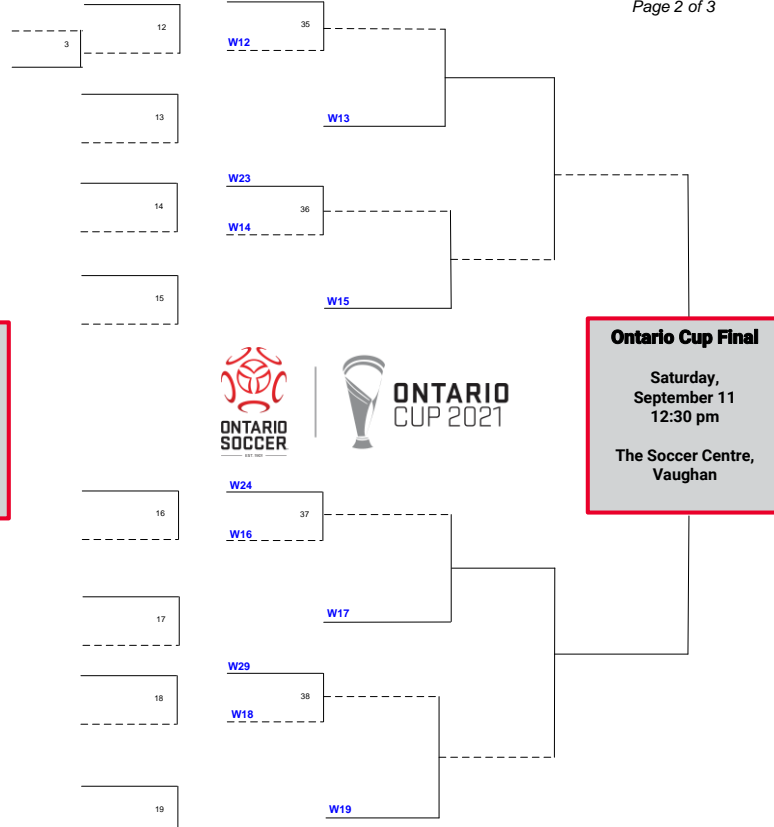 Page 2 of 3
12
35
3
W12
13
W13
W23
14
36
W14
15
W15
Ontario Cup Final
Saturday,
September 11
12:30 pm
The Soccer Centre,
Vaughan
ONTARIO
SOCCER
EST. 1901
ONTARIO
CUP 2021
W24
16
37
W16
17
W17
W29
18
38
W18
19
W19